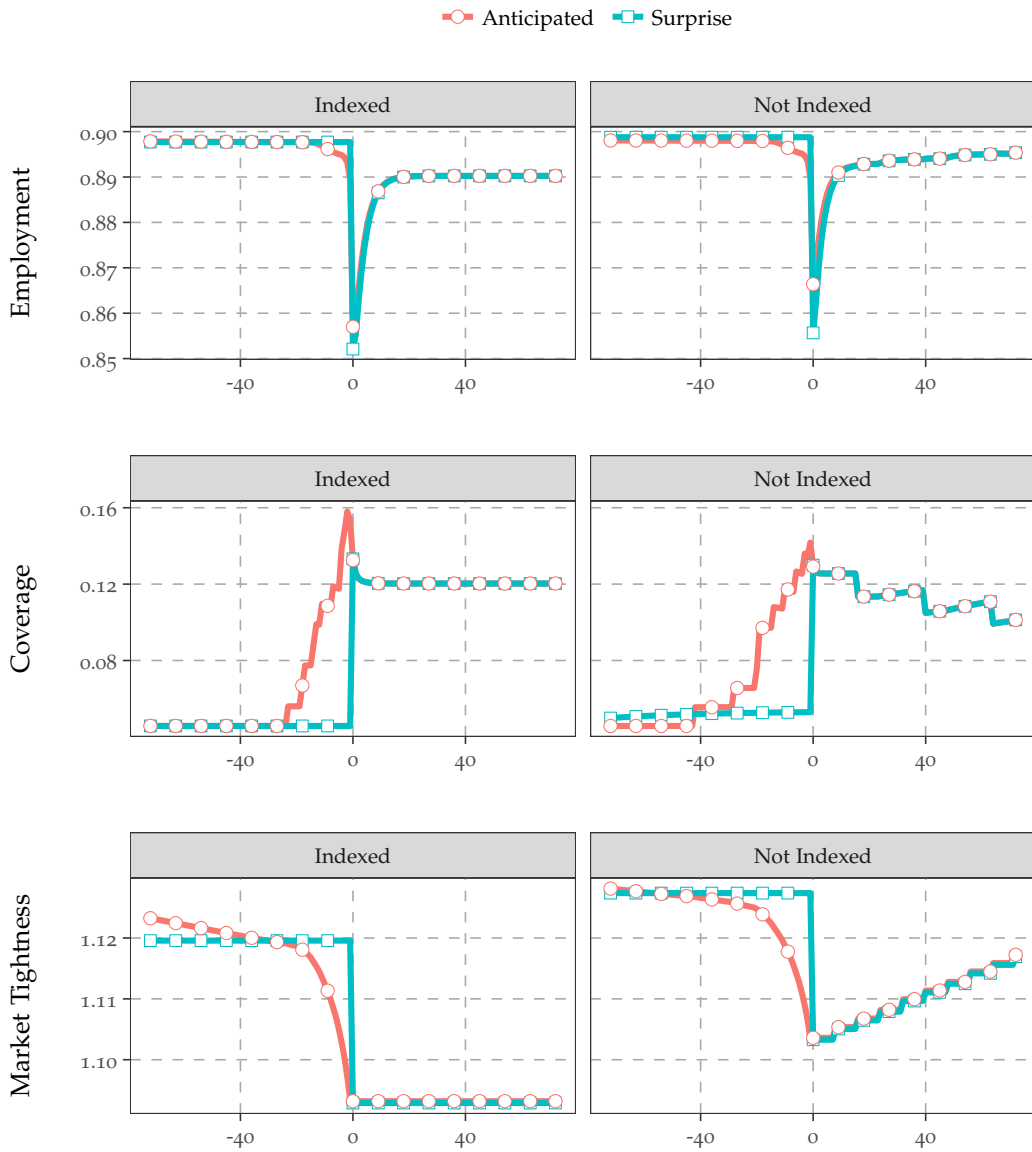 Anticipated Surprise
Employment
Indexed
Not Indexed
0.90
0.89
0.88
0.87
0.86
0.85
-40 0 40
-40 0 40
Coverage
Indexed
Not Indexed
0.16
0.12
0.08
-40 0 40
-40 0 40
Market Tightness
Indexed
Not Indexed
1.12
1.11
1.10
-40 0 40
-40 0 40